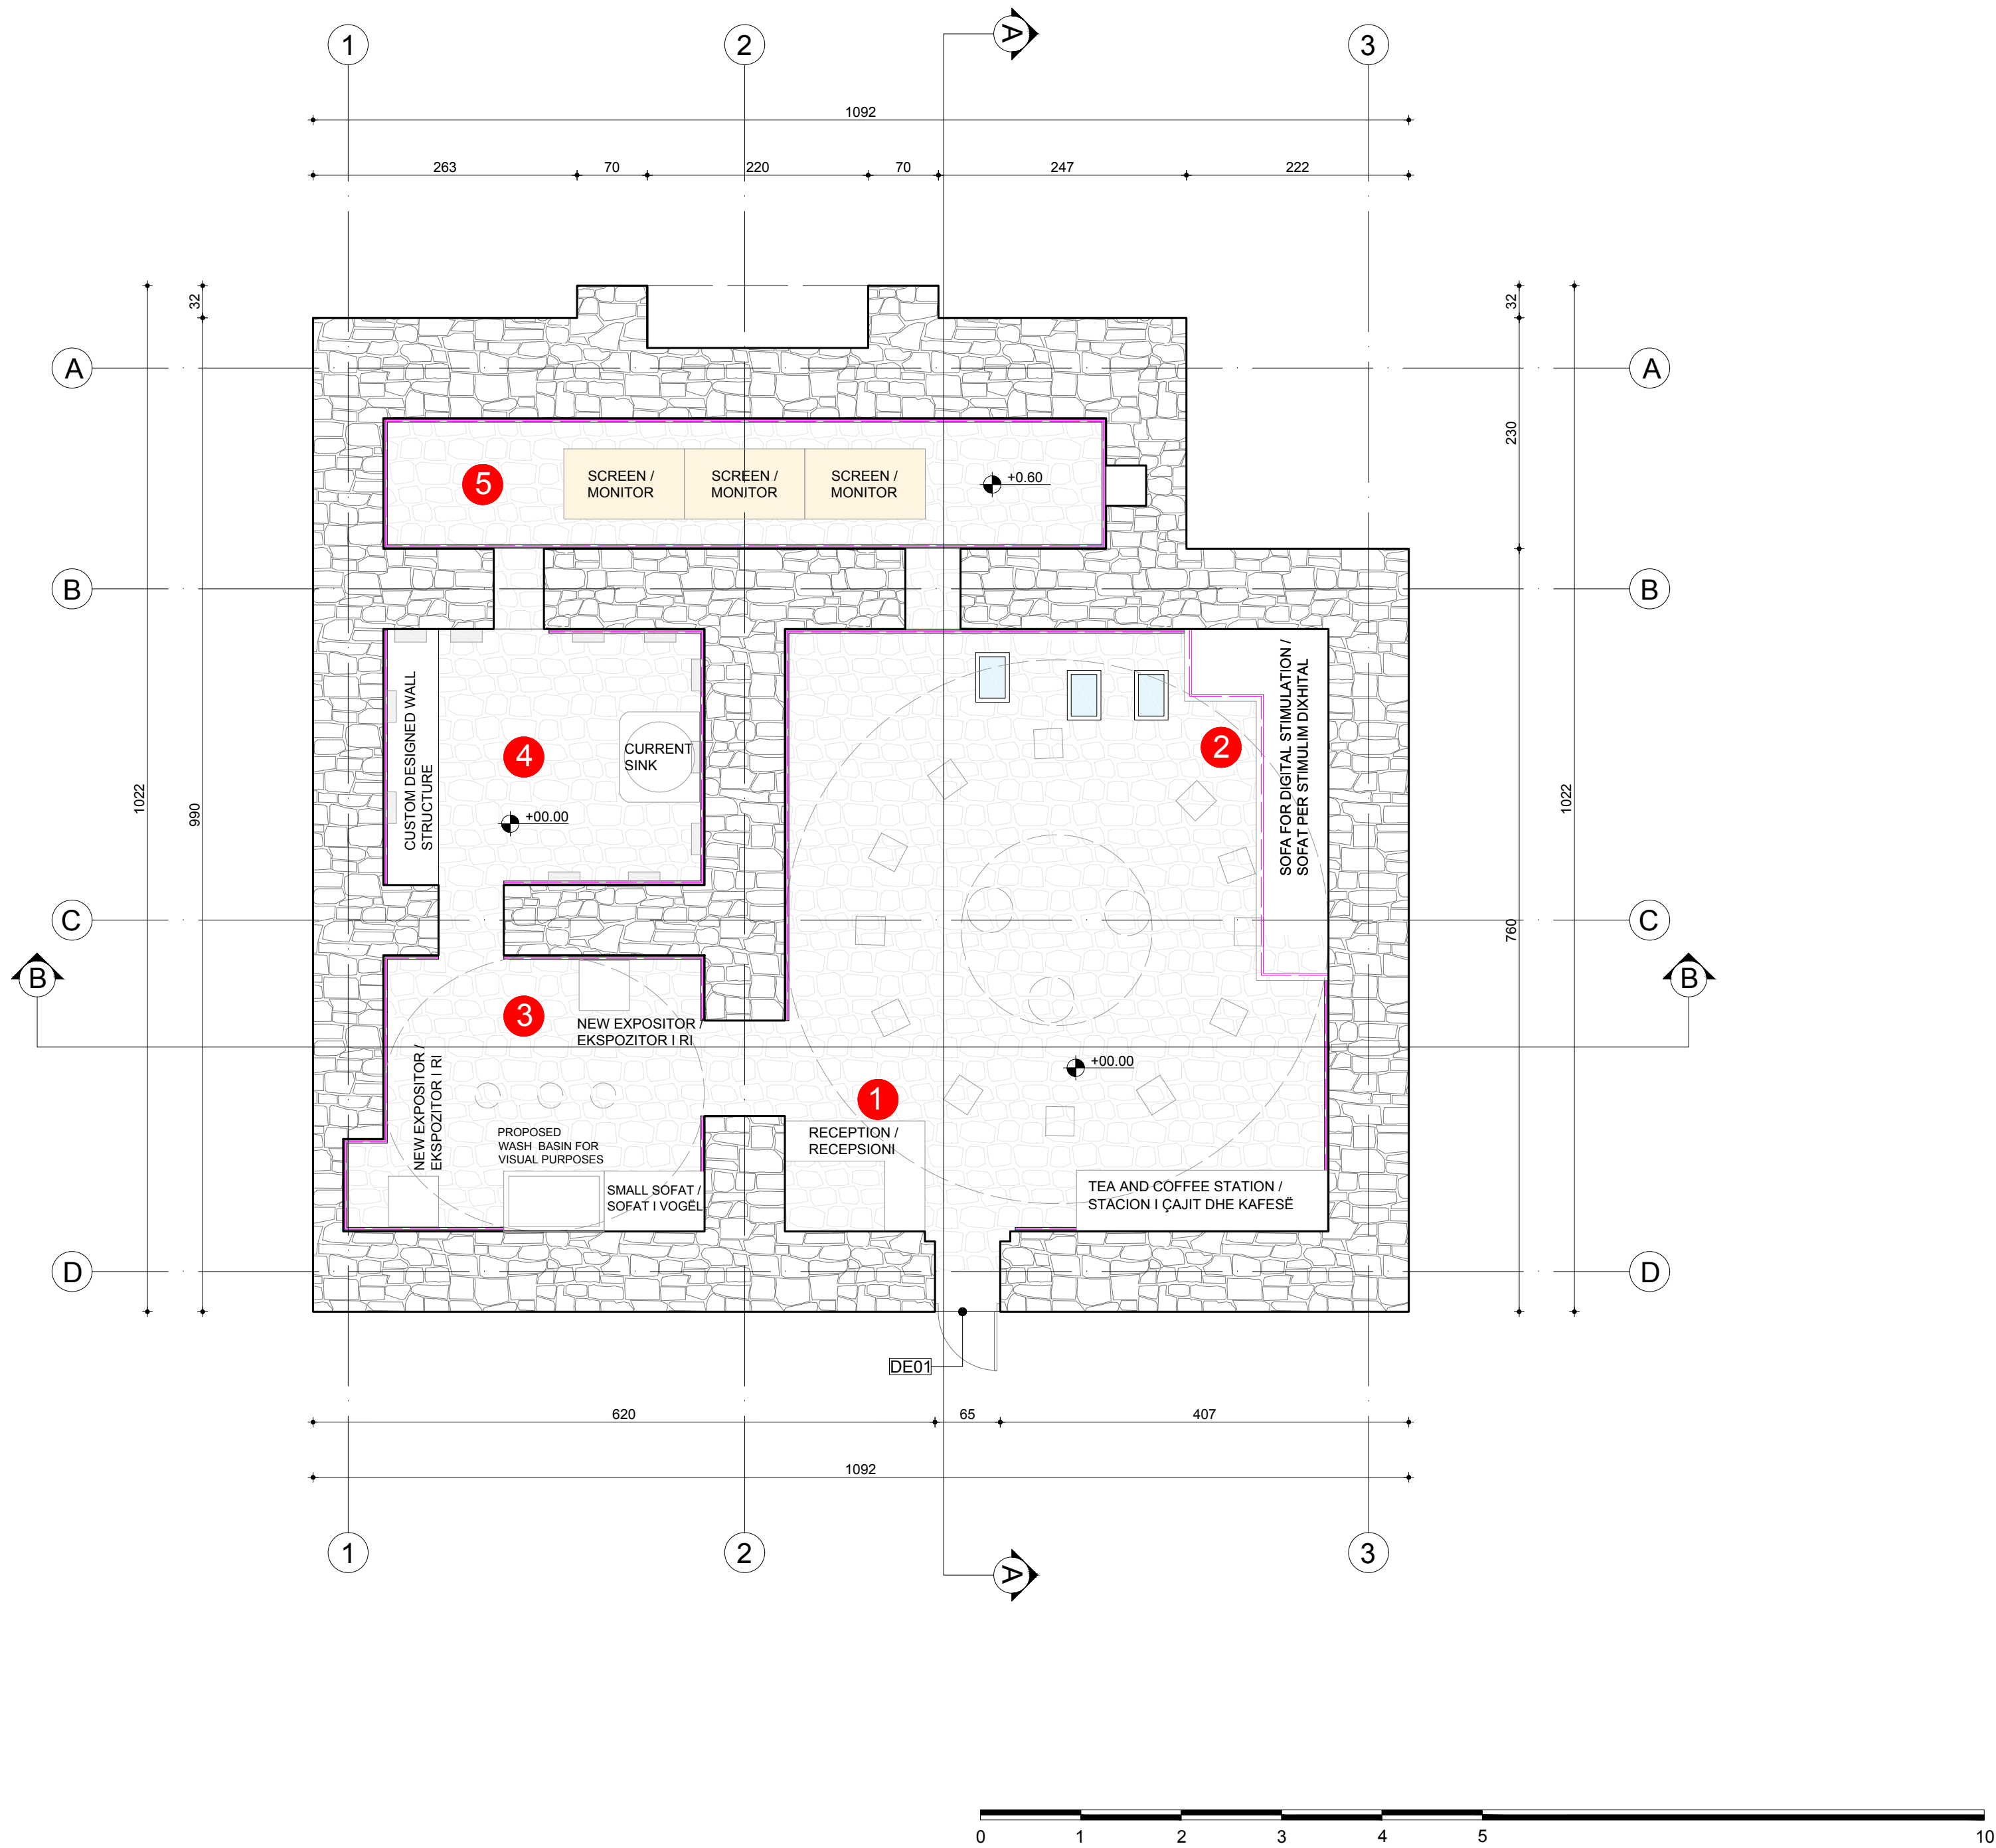 1
2
A
3
1092
263
70
220
70
247
222
32
32
A
A
230
5
SCREEN /
MONITOR
SCREEN /
MONITOR
SCREEN /
MONITOR
+0.60
B
B
CUSTOM DESIGNED WALL
STRUCTURE
4
CURRENT
SINK
+00.00
2
SOFA FOR DIGITAL STIMULATION /
SOFAT PER STIMULIM DIXHITAL
1022
990
1022
760
C
C
B
B
3
NEW EXPOSITOR /
EKSPOZITOR I RI
NEW EXPOSITOR /
EKSPOZITOR I RI
+00.00
1
RECEPTION /
RECEPSIONI
PROPOSED
WASH BASIN FOR
VISUAL PURPOSES
SMALL SOFAT /
SOFAT I VOGËL
TEA AND COFFEE STATION /
STACION I ÇAJIT DHE KAFESË
D
D
DE01
620
65
407
1092
1
2
3
A
0
1
2
3
4
5
10